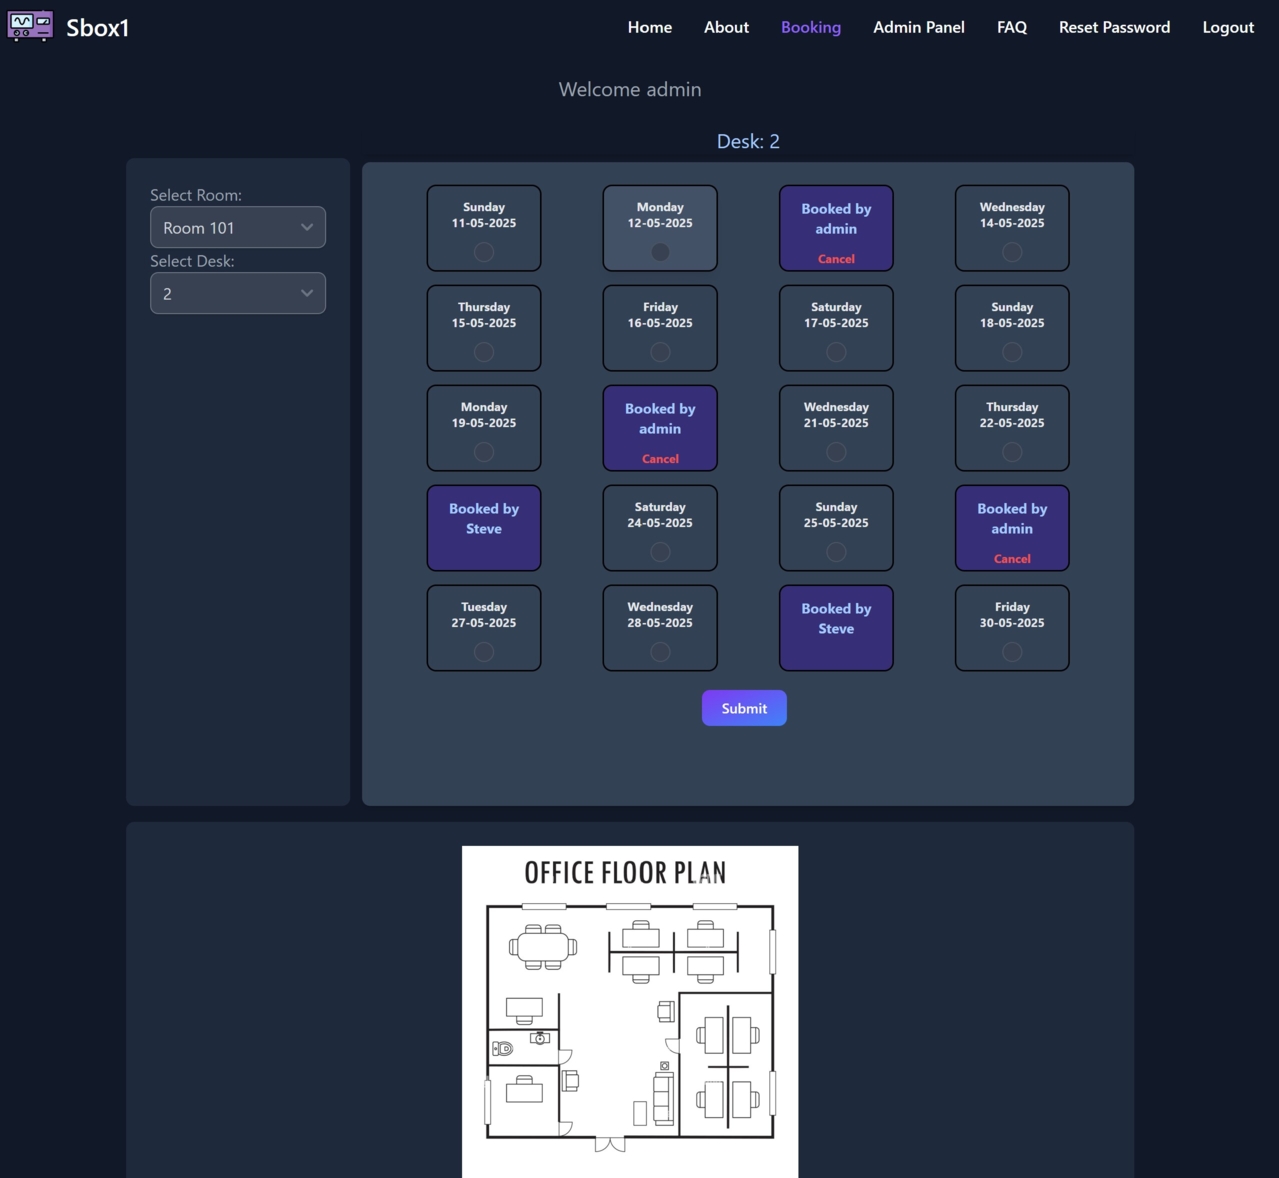 Sbox1
Home About Booking Admin Panel FAQ Reset Password Logout
Welcome admin
Desk: 2
Select Room:
Room 101
Select Desk:
2
Sunday
11-05-2025
Monday
12-05-2025
Booked by
admin
Cancel
Wednesday
14-05-2025
Thursday
15-05-2025
Friday
16-05-2025
Saturday
17-05-2025
Sunday
18-05-2025
Monday
19-05-2025
Booked by
admin
Cancel
Wednesday
21-05-2025
Thursday
22-05-2025
Booked by
Steve
Saturday
24-05-2025
Sunday
25-05-2025
Booked by
admin
Cancel
Tuesday
27-05-2025
Wednesday
28-05-2025
Booked by
Steve
Friday
30-05-2025
Submit
OFFICE FLOOR PLAN